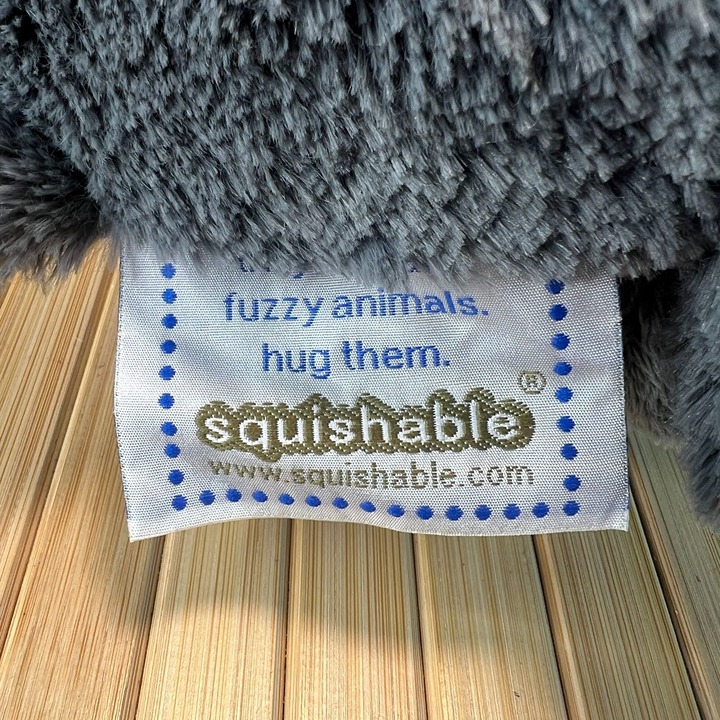 fuzzy animals.
hug them.
squishable®
www.squishable.com